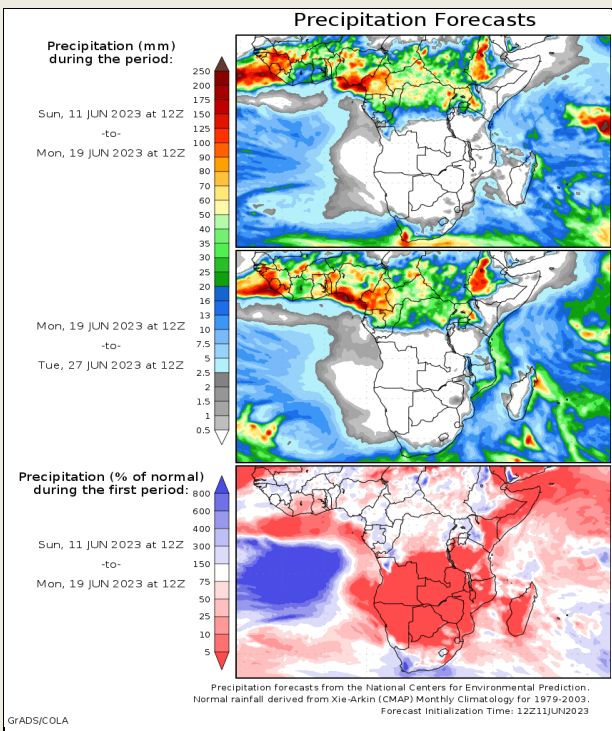 Precipitation Forecasts
Precipitation (mm)
during the period:
Sun, 11 JUN 2023 at 12Z
-to-
Mon, 19 JUN 2023 at 12Z
250
200
175
150
125
100
90
80
70
60
50
40
35
30
25
20
16
13
10
7.5
5
2.5
2
1.5
1
0.5
Mon, 19 JUN 2023 at 12Z
-to-
Tue, 27 JUN 2023 at 12Z
Precipitation (% of normal)
during the first period:
Sun, 11 JUN 2023 at 12Z
-to-
Mon, 19 JUN 2023 at 12Z
800
600
400
300
150
75
50
25
10
5
Precipitation forecasts from the National Centers for Environmental Prediction.
Normal rainfall derived from Xie-Arkin (CMAP) Monthly Climatology for 1979-2003.
Forecast Initialization Time: 12Z11JUN2023
GrADS/COLA